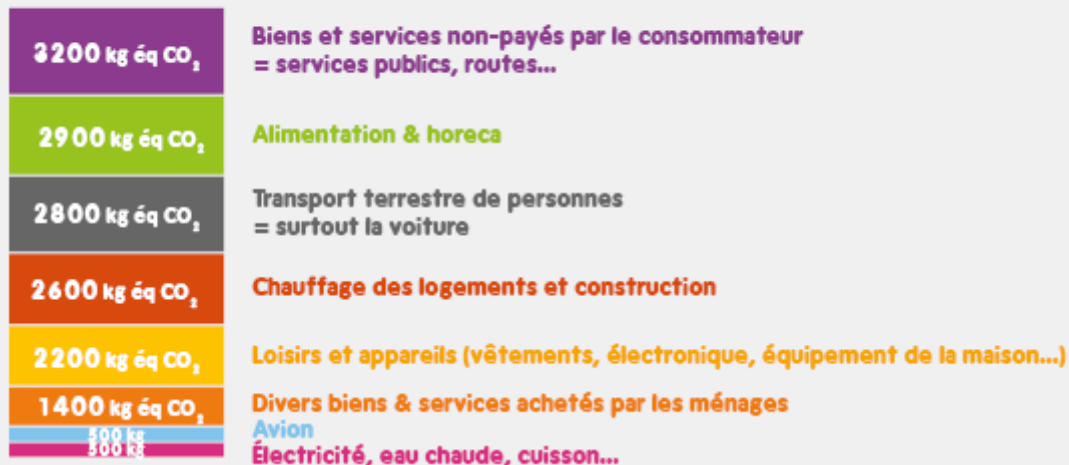 3200 kg éq CO₂
Biens et services non-payés par le consommateur
= services publics, routes...
2900 kg éq CO₂
Alimentation & horeca
2800 kg éq CO₂
Transport terrestre de personnes
= surtout la voiture
2600 kg éq CO₂
Chauffage des logements et construction
2200 kg éq CO₂
Loisirs et appareils (vêtements, électronique, équipement de la maison...)
1400 kg éq CO₂
Divers biens & services achetés par les ménages
500 kg
Avion
500 kg
Électricité, eau chaude, cuisson...